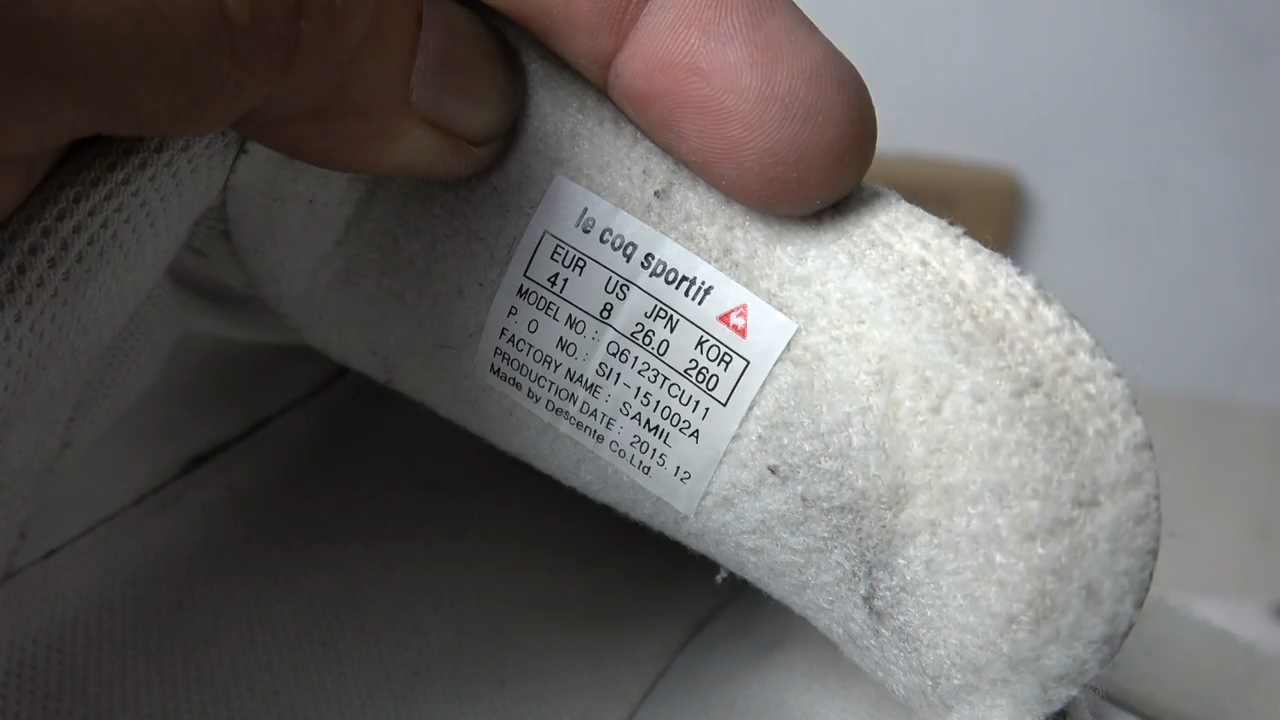 le coq sportif
EUR US JPN KOR
41 8 26.0 260
MODEL NO.: Q6123TCU11
P. O NO.: SI1-151002A
FACTORY NAME: SAMIL
PRODUCTION DATE: 2015.12
Made by Descente Co.Ltd.